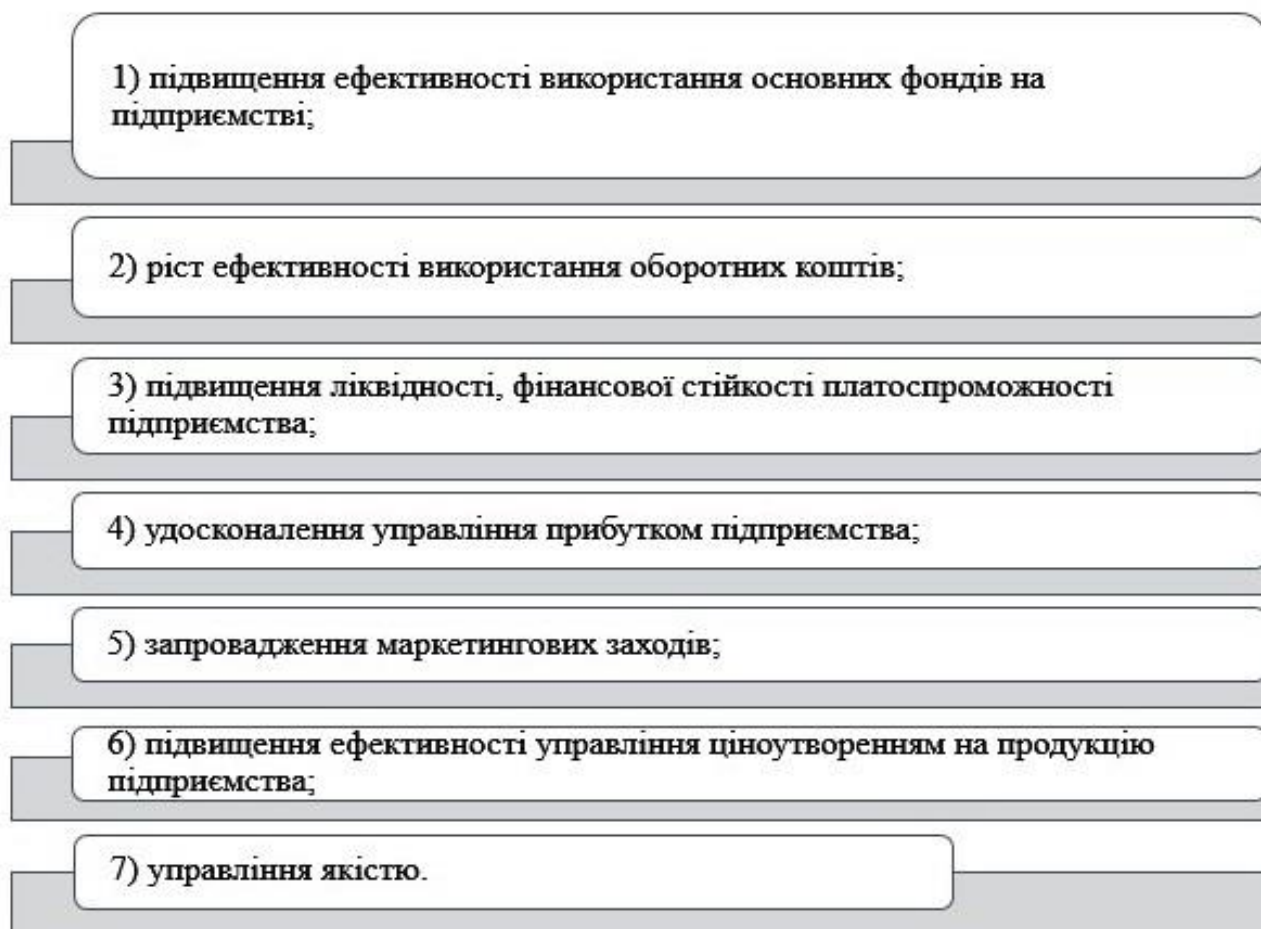 1) підвищення ефективності використання основних фондів на
підприємстві;
2) ріст ефективності використання оборотних коштів;
3) підвищення ліквідності, фінансової стійкості платоспроможності
підприємства;
4) удосконалення управління прибутком підприємства;
5) запровадження маркетингових заходів;
6) підвищення ефективності управління ціноутворенням на продукцію
підприємства;
7) управління якістю.